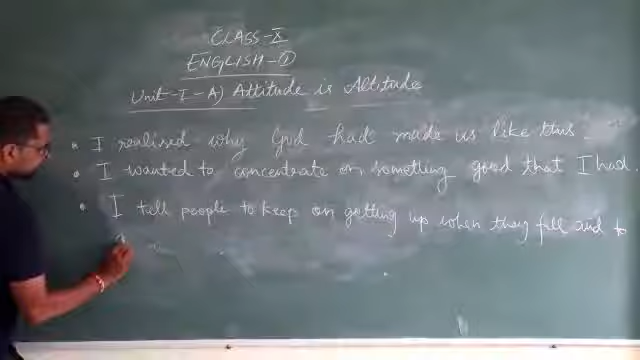 CLASS-X
ENGLISH-①
Unit-I-A) Attitude is Altitude
• I realised why God had made us like this.
• I wanted to concentrate on something good that I had.
• I tell people to keep on getting up when they fall and to